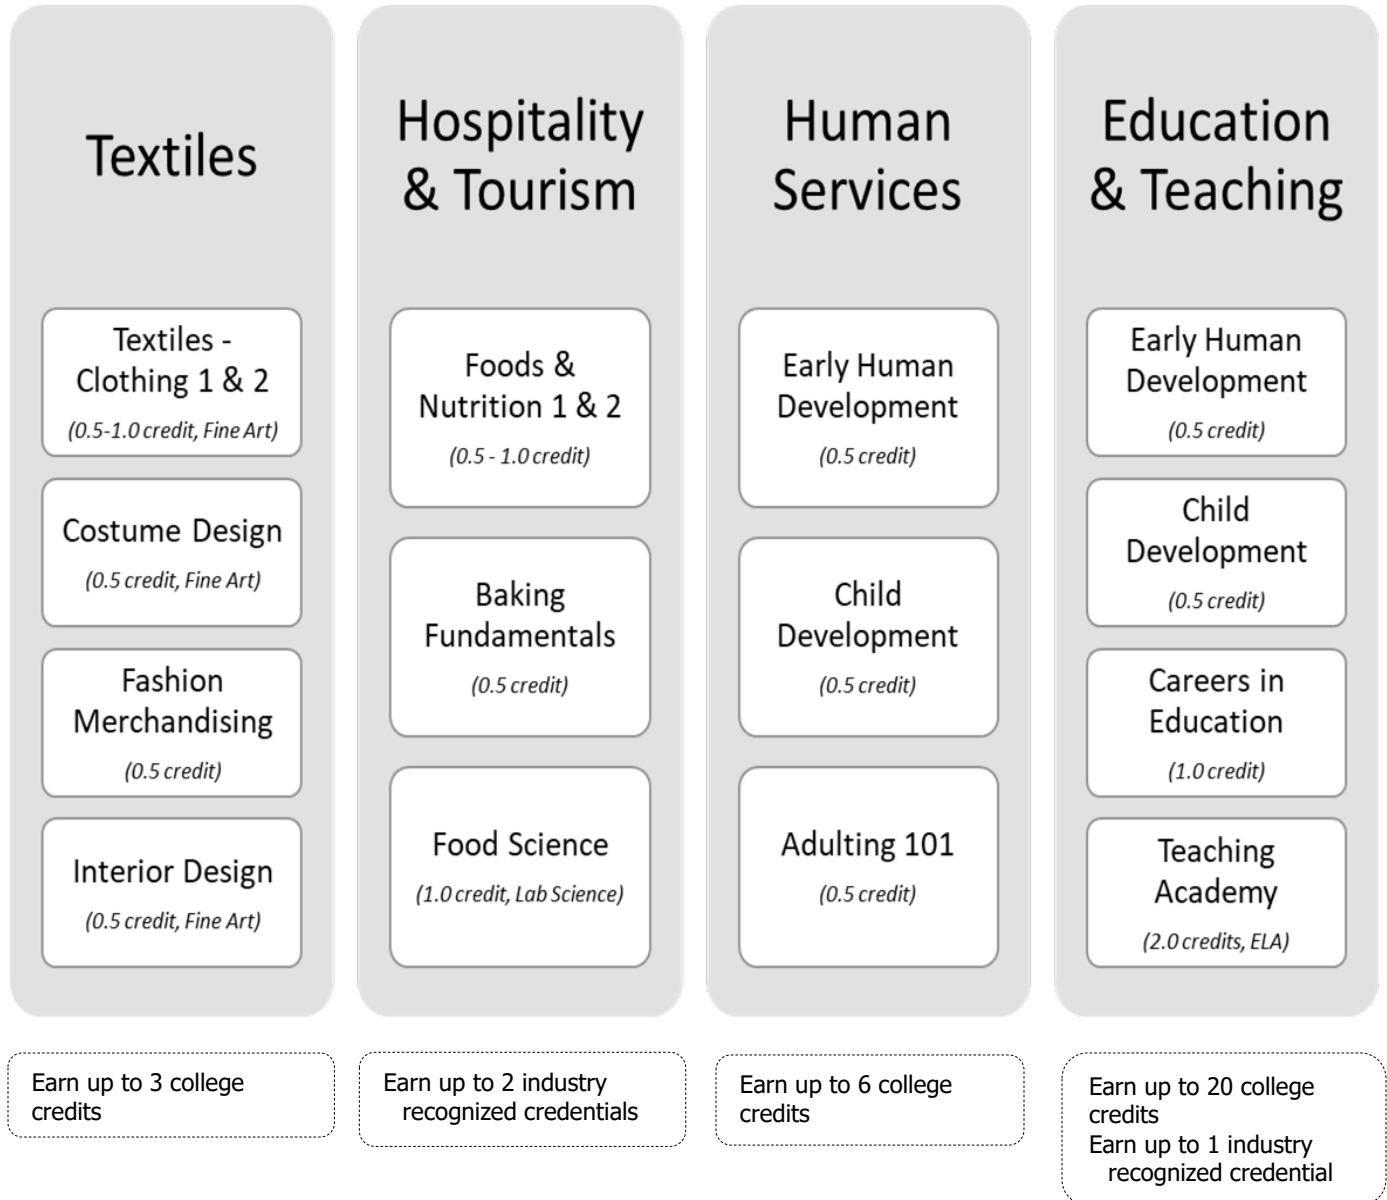 Textiles
Textiles -
Clothing 1 & 2
(0.5-1.0 credit, Fine Art)
Costume Design
(0.5 credit, Fine Art)
Fashion
Merchandising
(0.5 credit)
Interior Design
(0.5 credit, Fine Art)
Earn up to 3 college
credits
Hospitality
& Tourism
Foods &
Nutrition 1 & 2
(0.5 - 1.0 credit)
Baking
Fundamentals
(0.5 credit)
Food Science
(1.0 credit, Lab Science)
Earn up to 2 industry
recognized credentials
Human
Services
Early Human
Development
(0.5 credit)
Child
Development
(0.5 credit)
Adulting 101
(0.5 credit)
Earn up to 6 college
credits
Education
& Teaching
Early Human
Development
(0.5 credit)
Child
Development
(0.5 credit)
Careers in
Education
(1.0 credit)
Teaching
Academy
(2.0 credits, ELA)
Earn up to 20 college
credits
Earn up to 1 industry
recognized credential